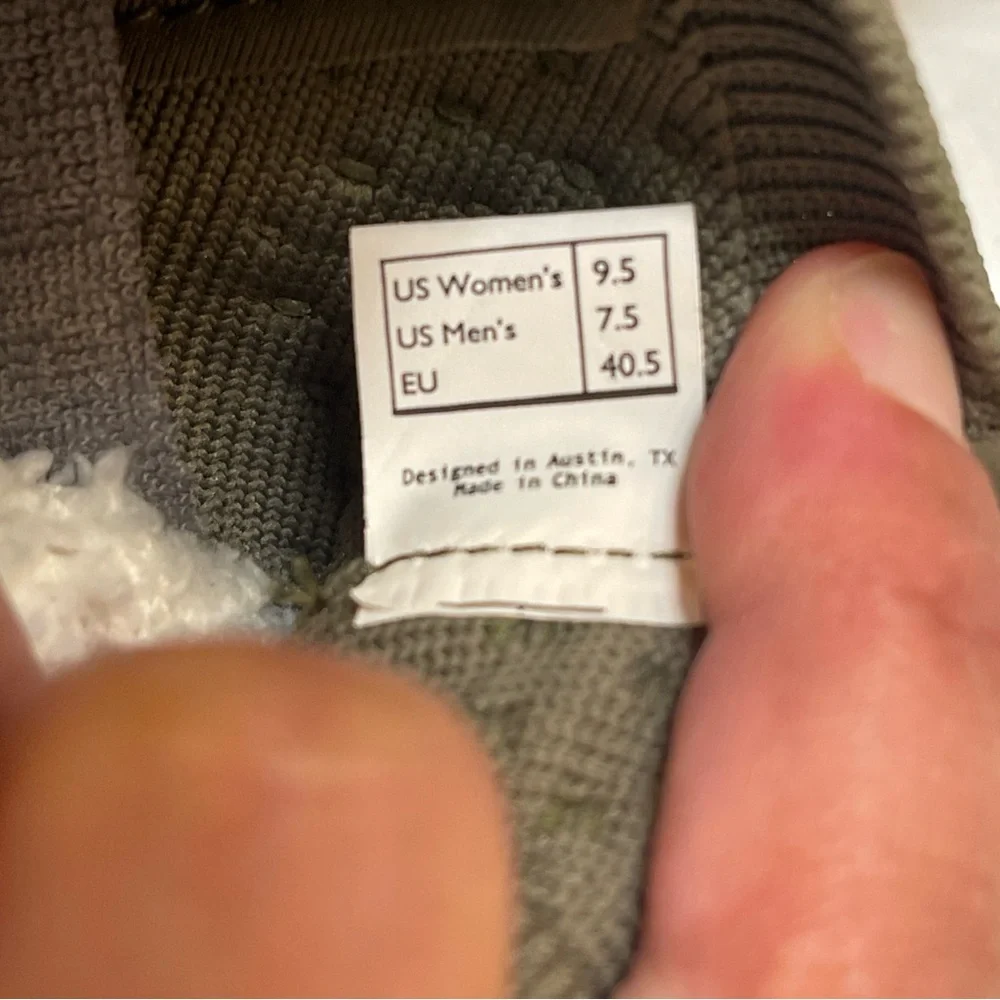 US Women's 9.5
US Men's 7.5
EU 40.5
Designed in Austin, TX
Made in China